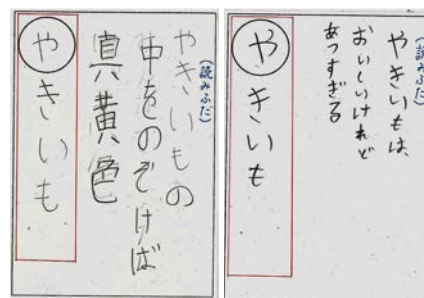 (読みふだ)
やきいもの
中をのぞけば
真黄色
やきいも
(読みふだ)
やきいもは、
おいしいけれど
あつすぎる
やきいも